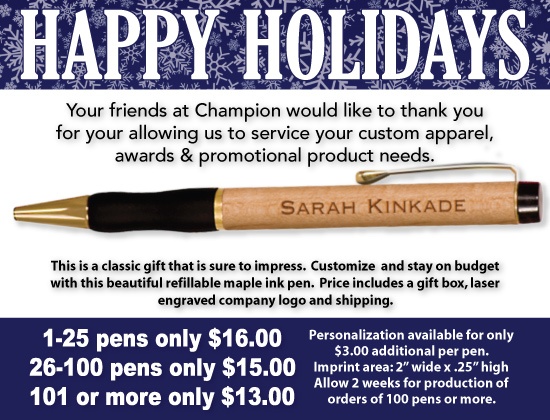 HAPPY HOLIDAYS
Your friends at Champion would like to thank you
for your allowing us to service your custom apparel,
awards & promotional product needs.
SARAH KINKADE
This is a classic gift that is sure to impress. Customize and stay on budget
with this beautiful refillable maple ink pen. Price includes a gift box, laser
engraved company logo and shipping.
1-25 pens only $16.00
26-100 pens only $15.00
101 or more only $13.00
Personalization available for only
$3.00 additional per pen.
Imprint area: 2” wide x .25” high
Allow 2 weeks for production of
orders of 100 pens or more.